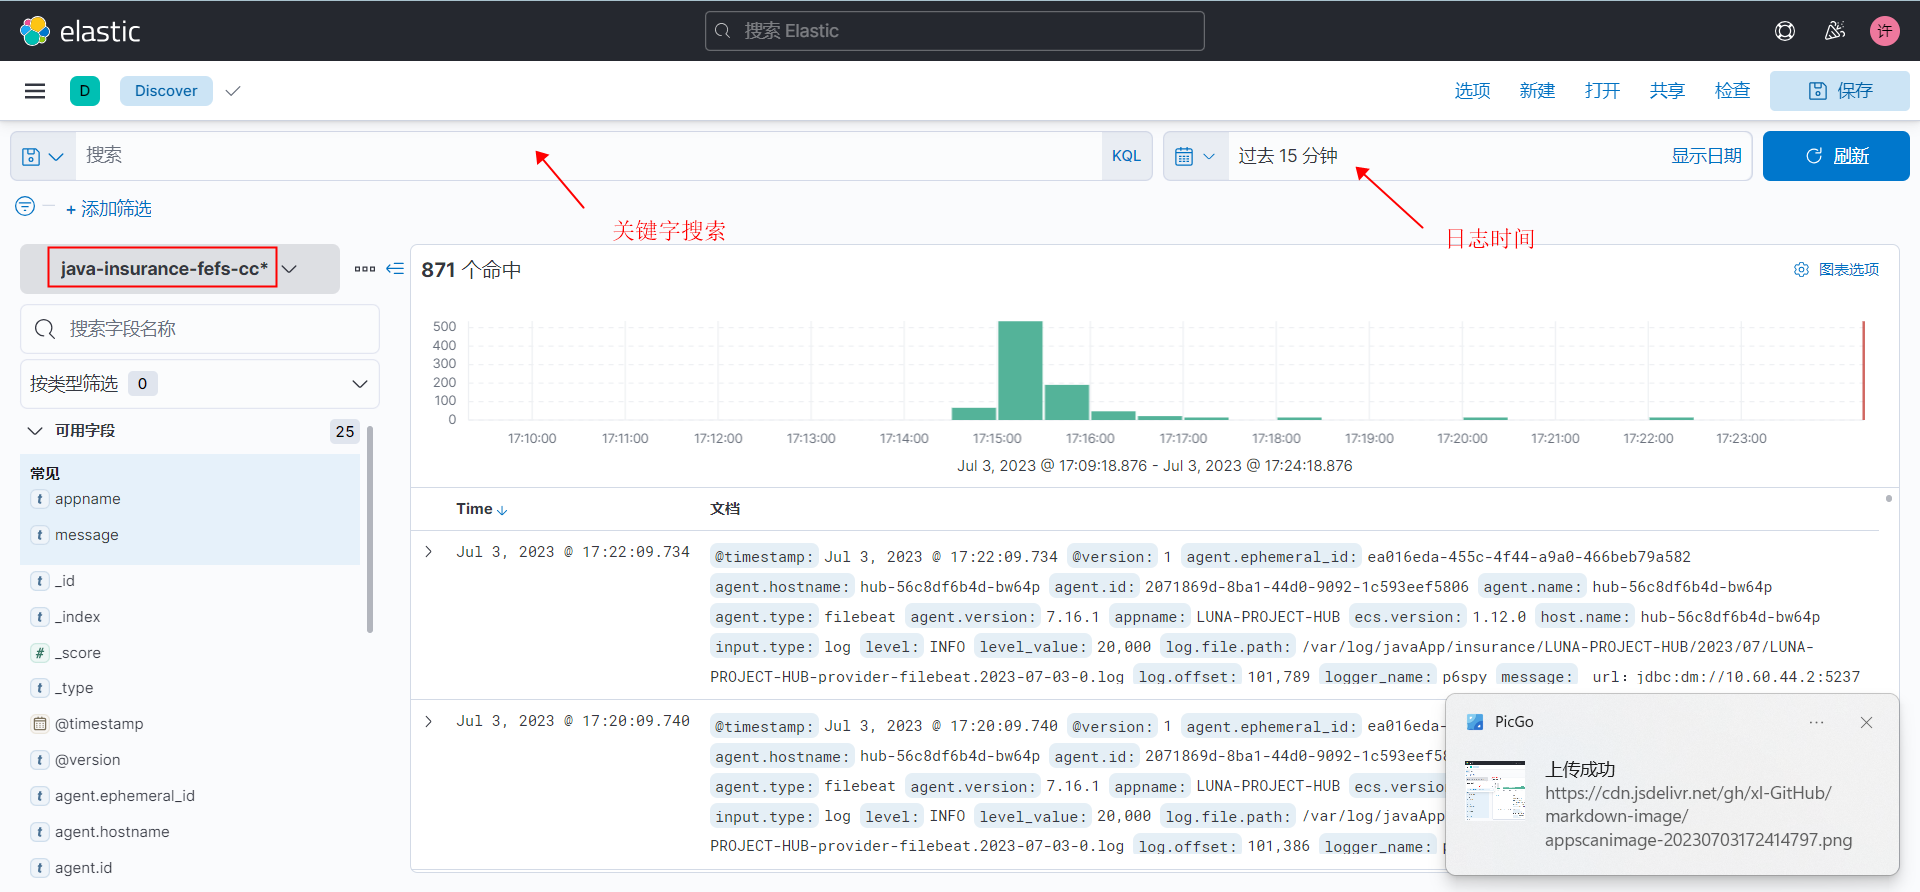 elastic
搜索 Elastic
许
D
Discover
选项
新建
打开
共享
检查
保存
搜索
KQL
过去 15 分钟
显示日期
刷新
+ 添加筛选
关键字搜索
日志时间
java-insurance-fefs-cc*
搜索字段名称
按类型筛选 0
可用字段 25
常见
t appname
t message
t _id
t _index
# _score
t _type
@timestamp
t @version
t agent.ephemeral_id
t agent.hostname
t agent.id
871 个命中
图表选项
500
400
300
200
100
0
17:10:00 17:11:00 17:12:00 17:13:00 17:14:00 17:15:00 17:16:00 17:17:00 17:18:00 17:19:00 17:20:00 17:21:00 17:22:00 17:23:00
Jul 3, 2023 @ 17:09:18.876 - Jul 3, 2023 @ 17:24:18.876
Time 文档
Jul 3, 2023 @ 17:22:09.734
@timestamp: Jul 3, 2023 @ 17:22:09.734 @version: 1 agent.ephemeral_id: ea016eda-455c-4f44-a9a0-466beb79a582
agent.hostname: hub-56c8df6b4d-bw64p agent.id: 2071869d-8ba1-44d0-9092-1c593eef5806 agent.name: hub-56c8df6b4d-bw64p
agent.type: filebeat agent.version: 7.16.1 appname: LUNA-PROJECT-HUB ecs.version: 1.12.0 host.name: hub-56c8df6b4d-bw64p
input.type: log level: INFO level_value: 20,000 log.file.path: /var/log/javaApp/insurance/LUNA-PROJECT-HUB/2023/07/LUNA-
PROJECT-HUB-provider-filebeat.2023-07-03-0.log log.offset: 101,789 logger_name: p6spy message: url：jdbc:dm://10.60.44.2:5237
Jul 3, 2023 @ 17:20:09.740
@timestamp: Jul 3, 2023 @ 17:20:09.740 @version: 1 agent.ephemeral_id: ea016eda-
agent.hostname: hub-56c8df6b4d-bw64p agent.id: 2071869d-8ba1-44d0-9092-1c593eef58
agent.type: filebeat agent.version: 7.16.1 appname: LUNA-PROJECT-HUB ecs.versio
input.type: log level: INFO level_value: 20,000 log.file.path: /var/log/javaApp
PROJECT-HUB-provider-filebeat.2023-07-03-0.log log.offset: 101,386 logger_name:
PicGo
上传成功
https://cdn.jsdelivr.net/gh/xl-GitHub/
markdown-image/
appscanimage-20230703172414797.png